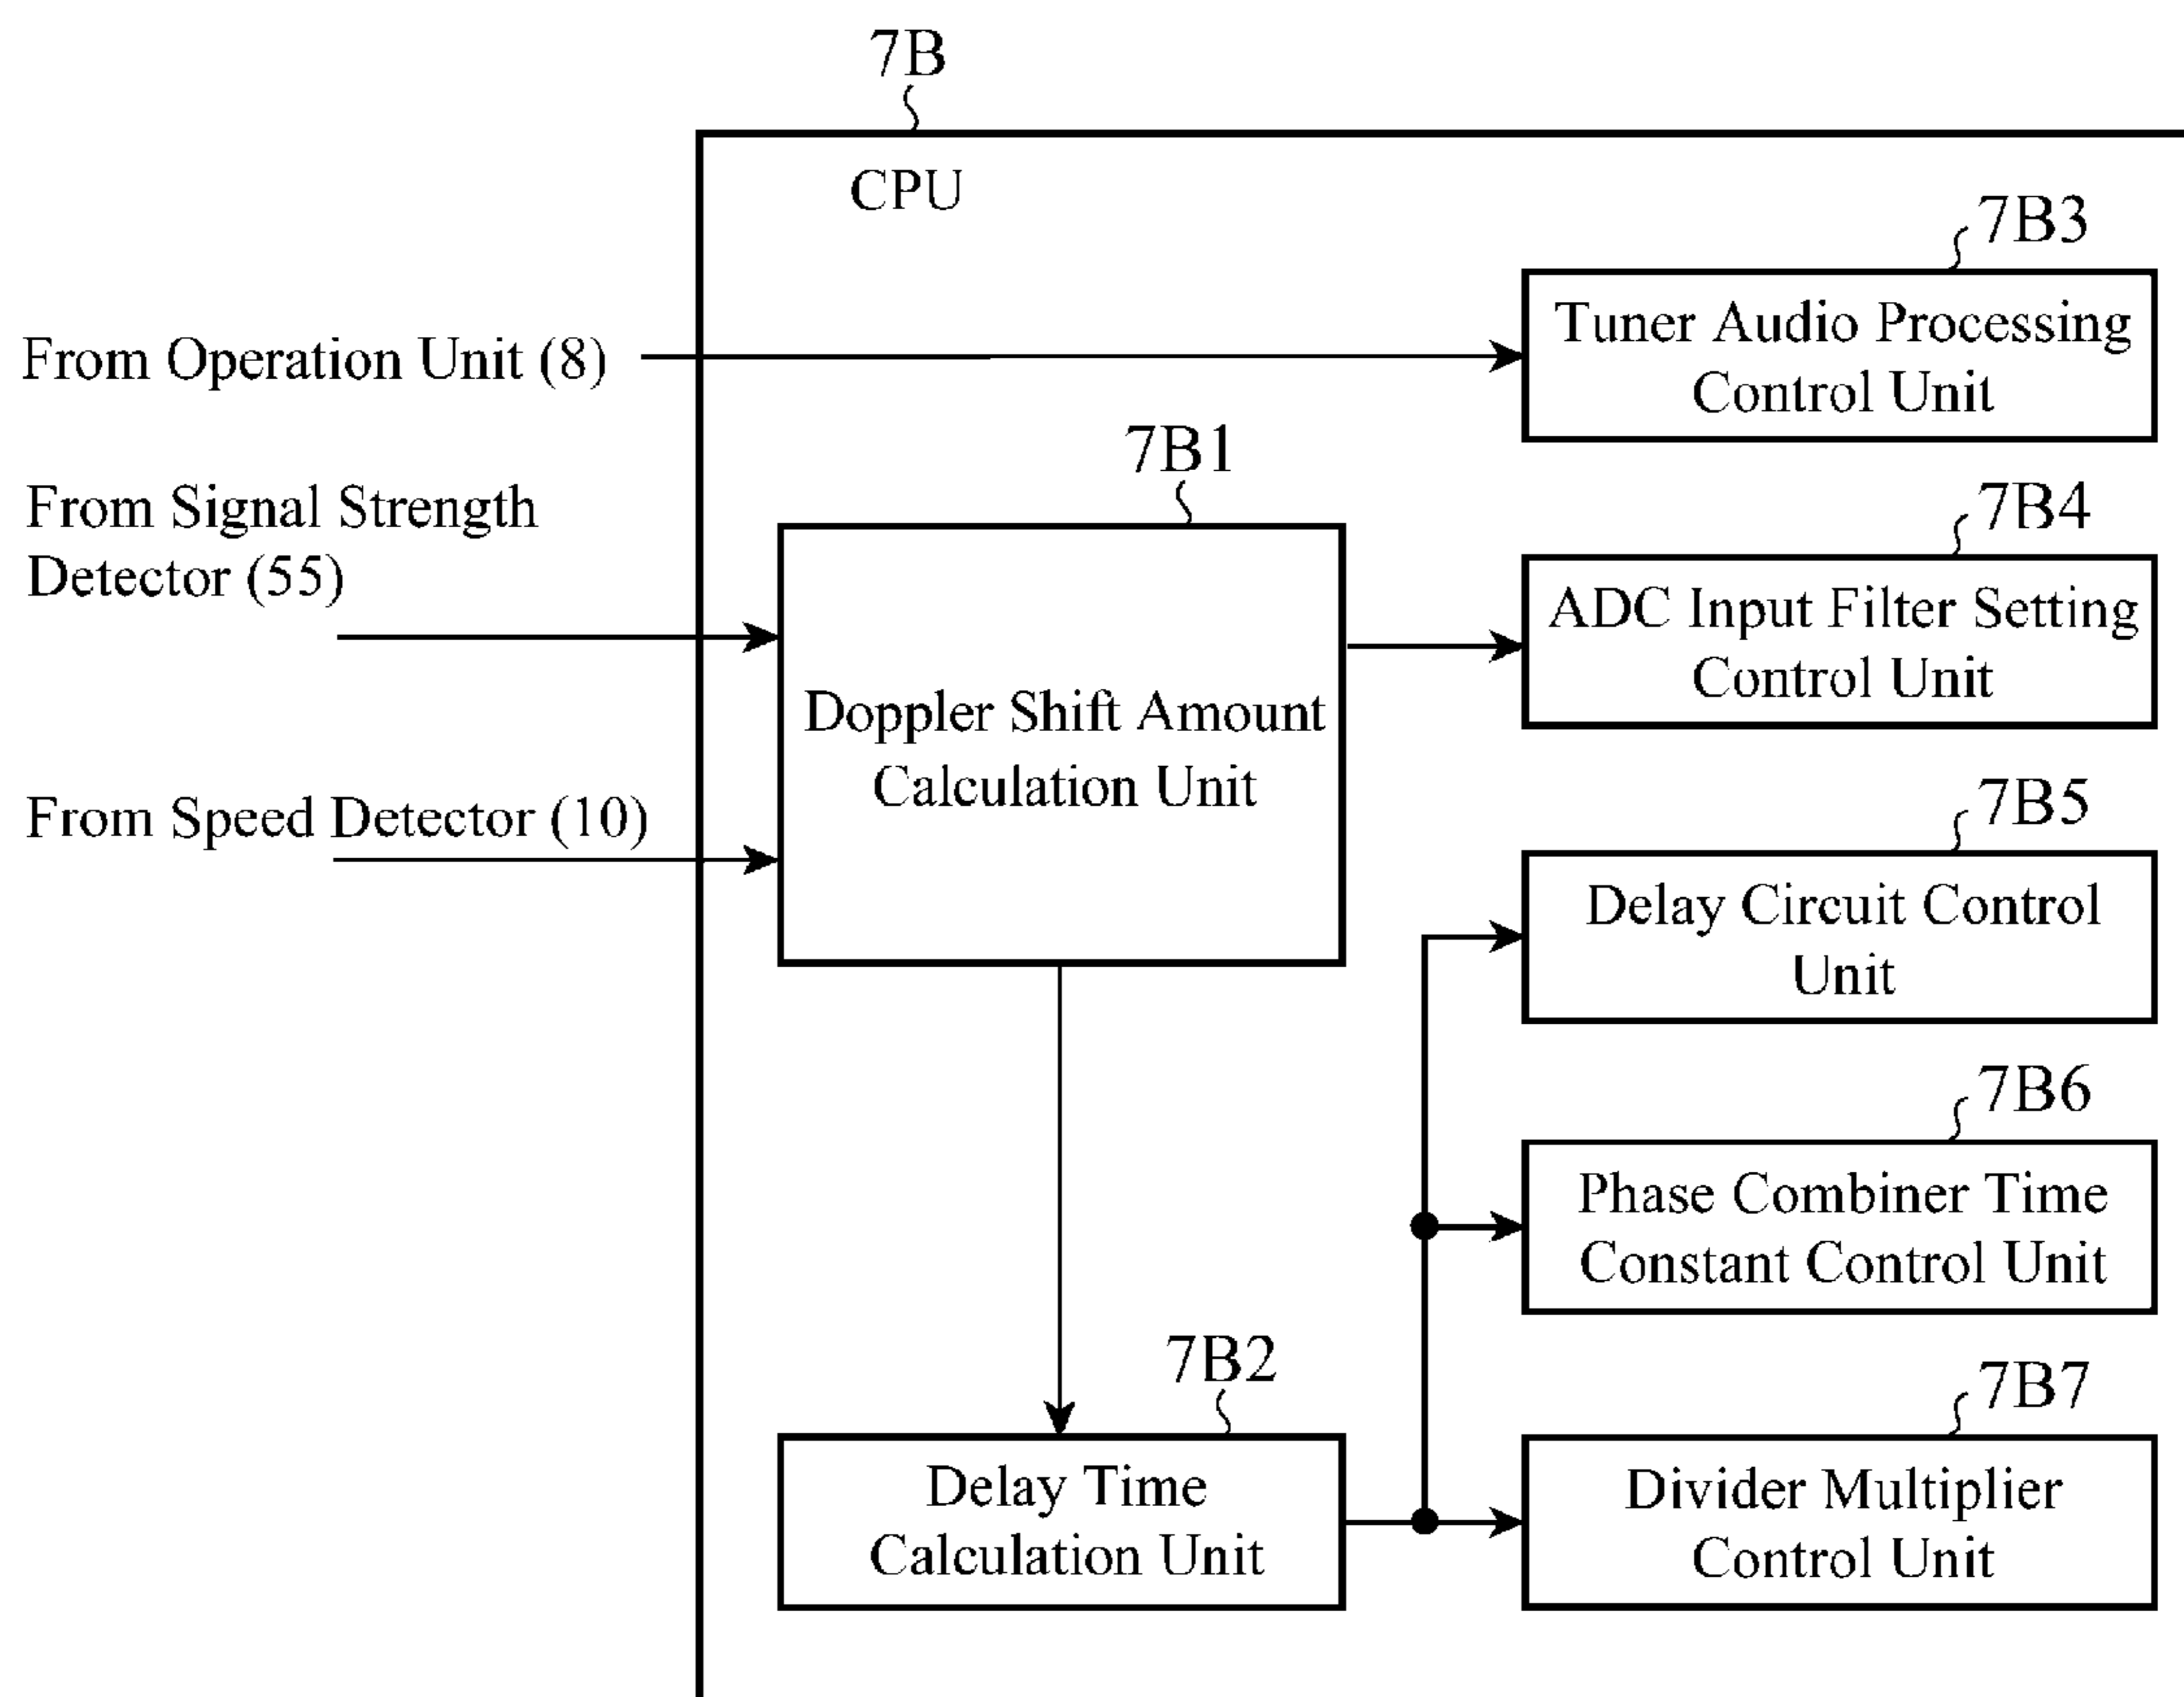 7B
CPU
7B3
Tuner Audio Processing
Control Unit
From Operation Unit (8)
7B1
From Signal Strength
Detector (55)
7B4
ADC Input Filter Setting
Control Unit
Doppler Shift Amount
Calculation Unit
From Speed Detector (10)
7B5
Delay Circuit Control
Unit
7B6
Phase Combiner Time
Constant Control Unit
7B2
Delay Time
Calculation Unit
7B7
Divider Multiplier
Control Unit